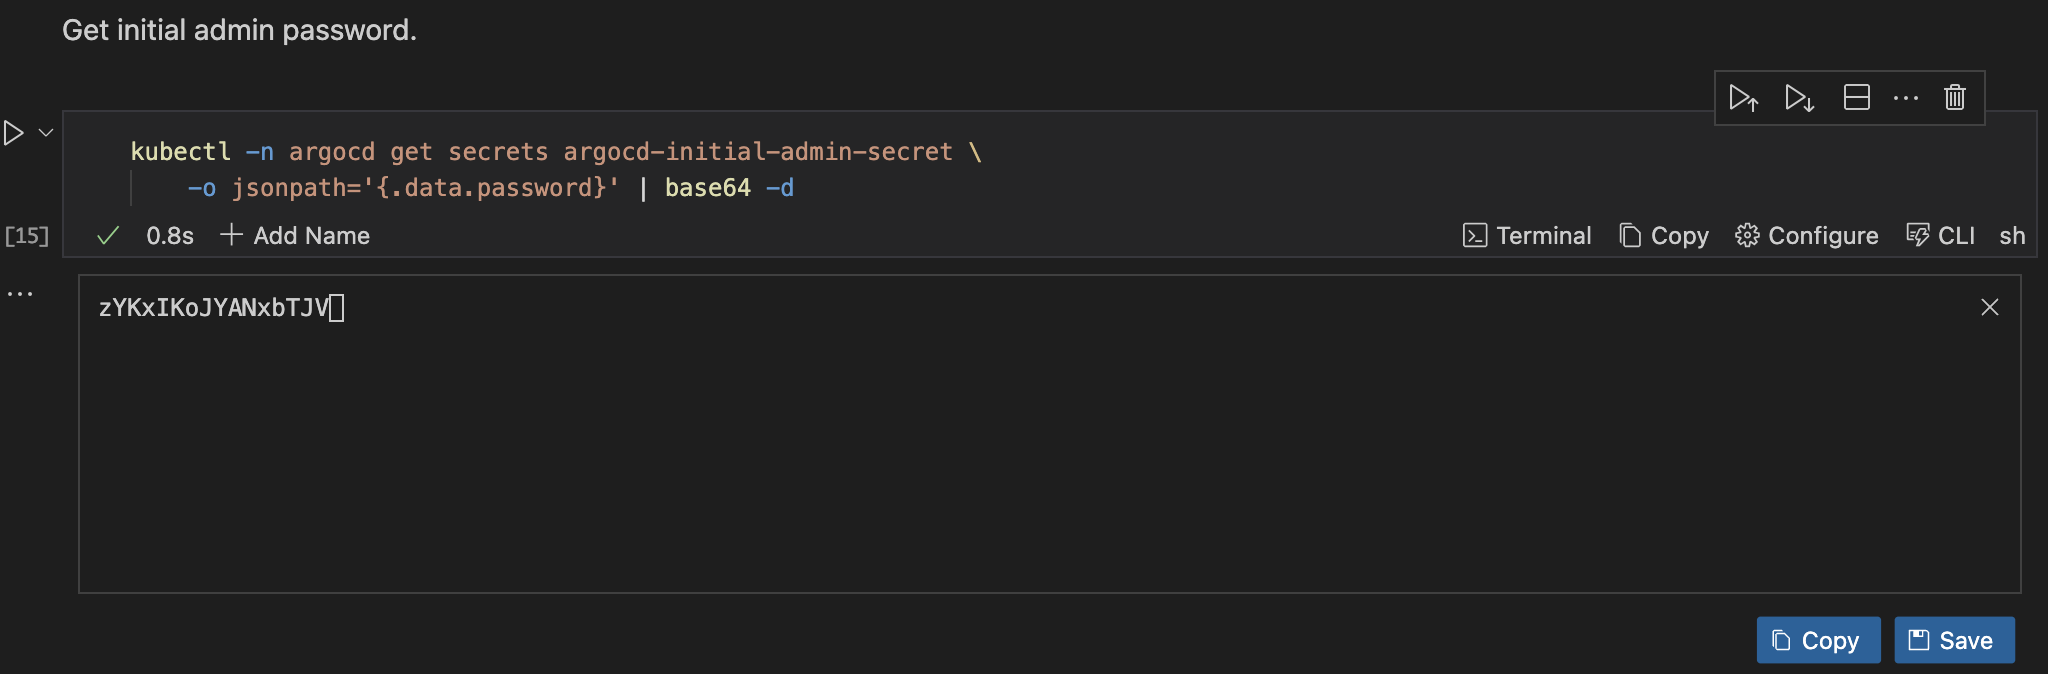 Get initial admin password.
kubectl -n argocd get secrets argocd-initial-admin-secret \
    -o jsonpath='{.data.password}' | base64 -d
[15] 0.8s Add Name Terminal Copy Configure CLI sh
zYKxIKoJYANxbTJV
Copy Save